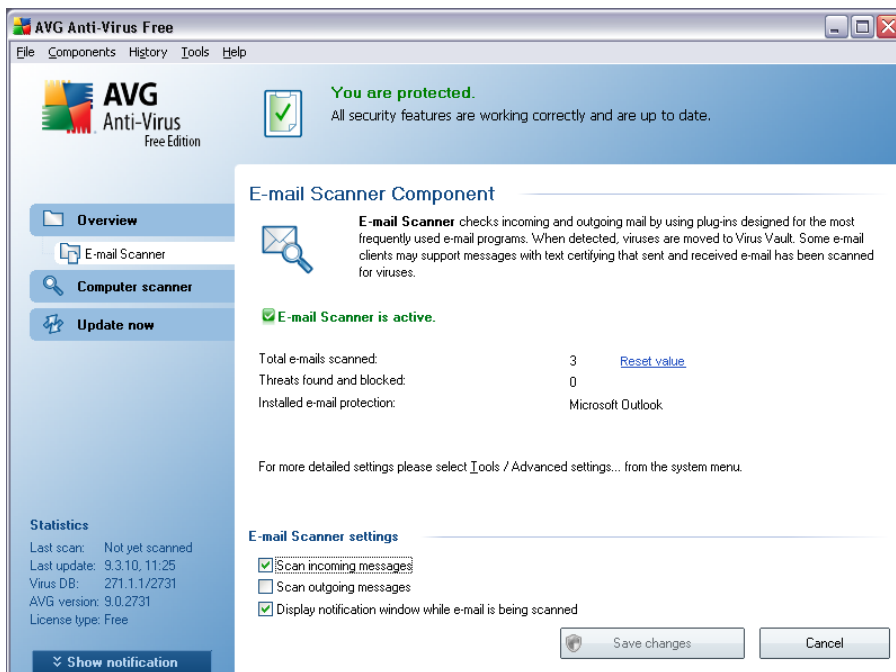 AVG Anti-Virus Free
File Components History Tools Help
AVG
Anti-Virus
Free Edition
You are protected.
All security features are working correctly and are up to date.
Overview
E-mail Scanner
Computer scanner
Update now
E-mail Scanner Component
E-mail Scanner checks incoming and outgoing mail by using plug-ins designed for the most
frequently used e-mail programs. When detected, viruses are moved to Virus Vault. Some e-mail
clients may support messages with text certifying that sent and received e-mail has been scanned
for viruses.
E-mail Scanner is active.
Total e-mails scanned: 3 Reset value
Threats found and blocked: 0
Installed e-mail protection: Microsoft Outlook
For more detailed settings please select Tools / Advanced settings... from the system menu.
E-mail Scanner settings
Scan incoming messages
Scan outgoing messages
Display notification window while e-mail is being scanned
Save changes Cancel
Statistics
Last scan: Not yet scanned
Last update: 9.3.10, 11:25
Virus DB: 271.1.1/2731
AVG version: 9.0.2731
License type: Free
Show notification